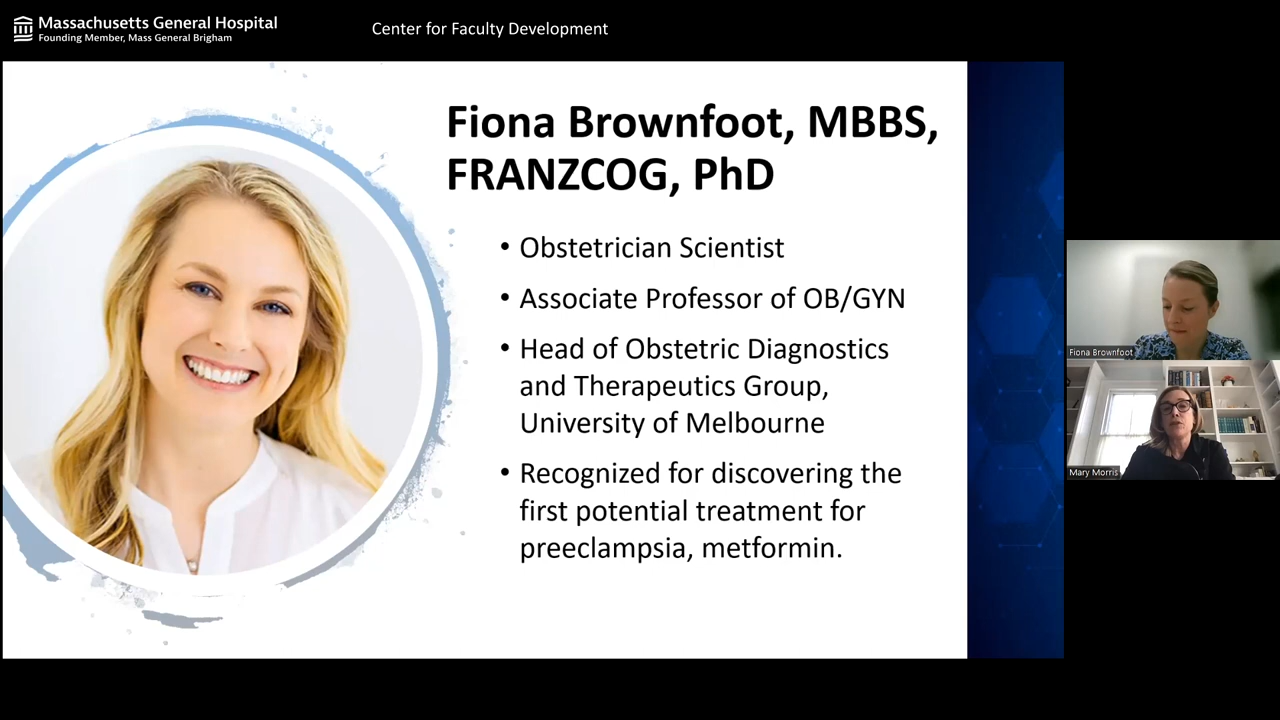 Massachusetts General Hospital
Founding Member, Mass General Brigham
Center for Faculty Development
Fiona Brownfoot, MBBS,
FRANZCOG, PhD
• Obstetrician Scientist
• Associate Professor of OB/GYN
• Head of Obstetric Diagnostics
and Therapeutics Group,
University of Melbourne
• Recognized for discovering the
first potential treatment for
preeclampsia, metformin.
Fiona Brownfoot
Mary Morris